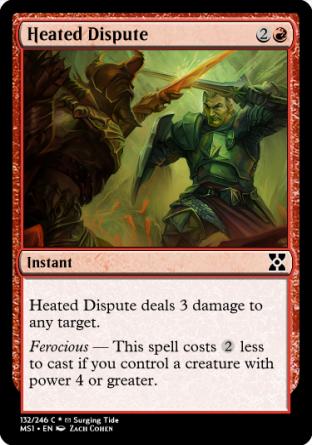 Heated Dispute 2
Instant
Heated Dispute deals 3 damage to
any target.
Ferocious — This spell costs 2 less
to cast if you control a creature with
power 4 or greater.
132/246 C * Surging Tide
MS1 • EN Zach Cohen